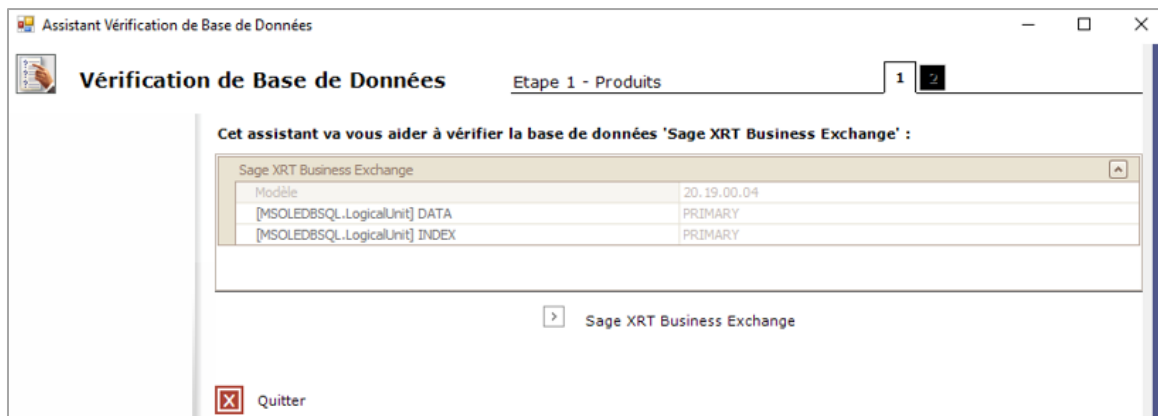 Assistant Vérification de Base de Données
Vérification de Base de Données
Etape 1 - Produits
1 2
Cet assistant va vous aider à vérifier la base de données 'Sage XRT Business Exchange' :
Sage XRT Business Exchange
Modèle 20.19.00.04
[MSOLEDBSQL.LogicalUnit] DATA PRIMARY
[MSOLEDBSQL.LogicalUnit] INDEX PRIMARY
Sage XRT Business Exchange
Quitter